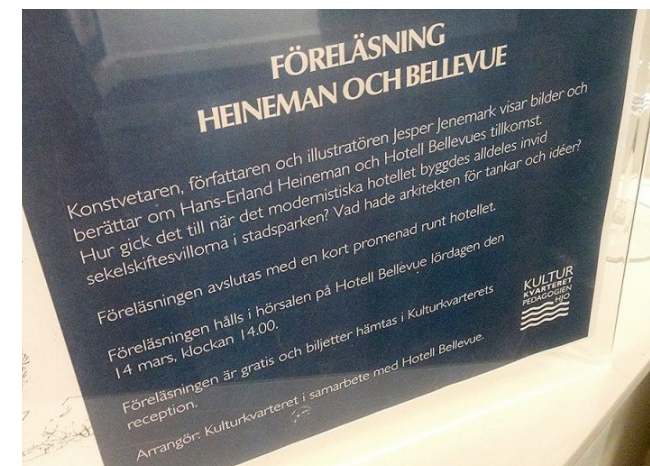 FÖRELÄSNING
HEINEMAN OCH BELLEVUE
Konstvetaren, författaren och illustratören Jesper Jenemark visar bilder och
berättar om Hans-Erland Heineman och Hotell Bellevues tillkomst.
Hur gick det till när det modernistiska hotellet byggdes alldeles invid
sekelskiftesvillorna i stadsparken? Vad hade arkitekten för tankar och idéer?
Föreläsningen avslutas med en kort promenad runt hotellet.
Föreläsningen hålls i hörsalen på Hotell Bellevue lördagen den
14 mars, klockan 14.00.
Föreläsningen är gratis och biljetter hämtas i Kulturkvarterets
reception.
Arrangör: Kulturkvarteret i samarbete med Hotell Bellevue.
KULTUR
KVARTERET
PEDAGOGIEN
HJO